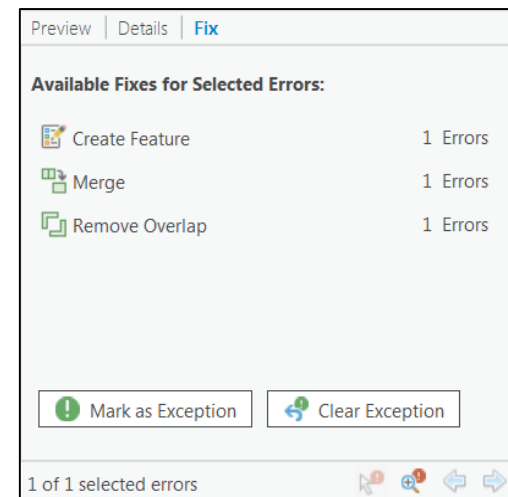 Preview | Details | Fix
Available Fixes for Selected Errors:
Create Feature 1 Errors
Merge 1 Errors
Remove Overlap 1 Errors
Mark as Exception Clear Exception
1 of 1 selected errors